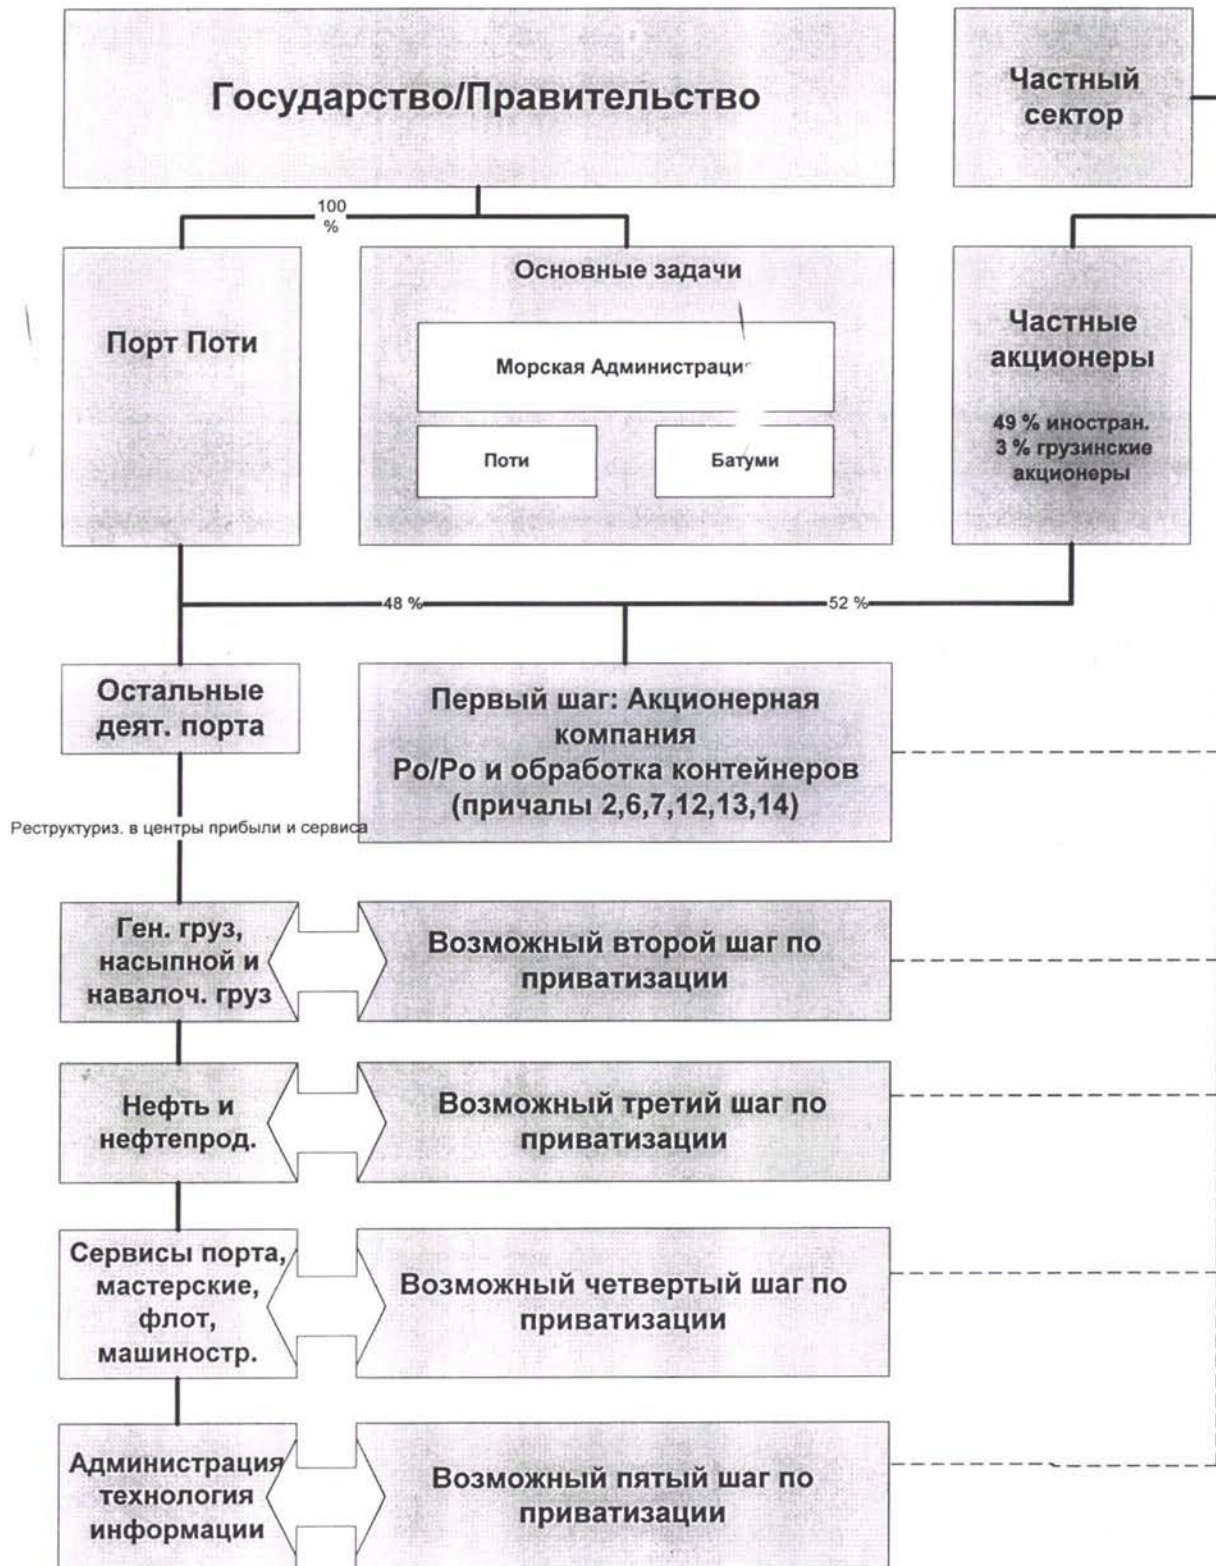 Государство/Правительство
Частный
сектор
100
%
Порт Поти
Основные задачи
Морская Администраци
Поти
Батуми
Частные
акционеры
49 % иностран.
3 % грузинские
акционеры
48 %
52 %
Остальные
деят. порта
Первый шаг: Акционерная
компания
Ро/Ро и обработка контейнеров
(причалы 2,6,7,12,13,14)
Реструктуриз. в центры прибыли и сервиса
Ген. груз,
насыпной и
навалоч. груз
Возможный второй шаг по
приватизации
Нефть и
нефтепрод.
Возможный третий шаг по
приватизации
Сервисы порта,
мастерские,
флот,
машиностр.
Возможный четвертый шаг по
приватизации
Администрация
технология
информации
Возможный пятый шаг по
приватизации